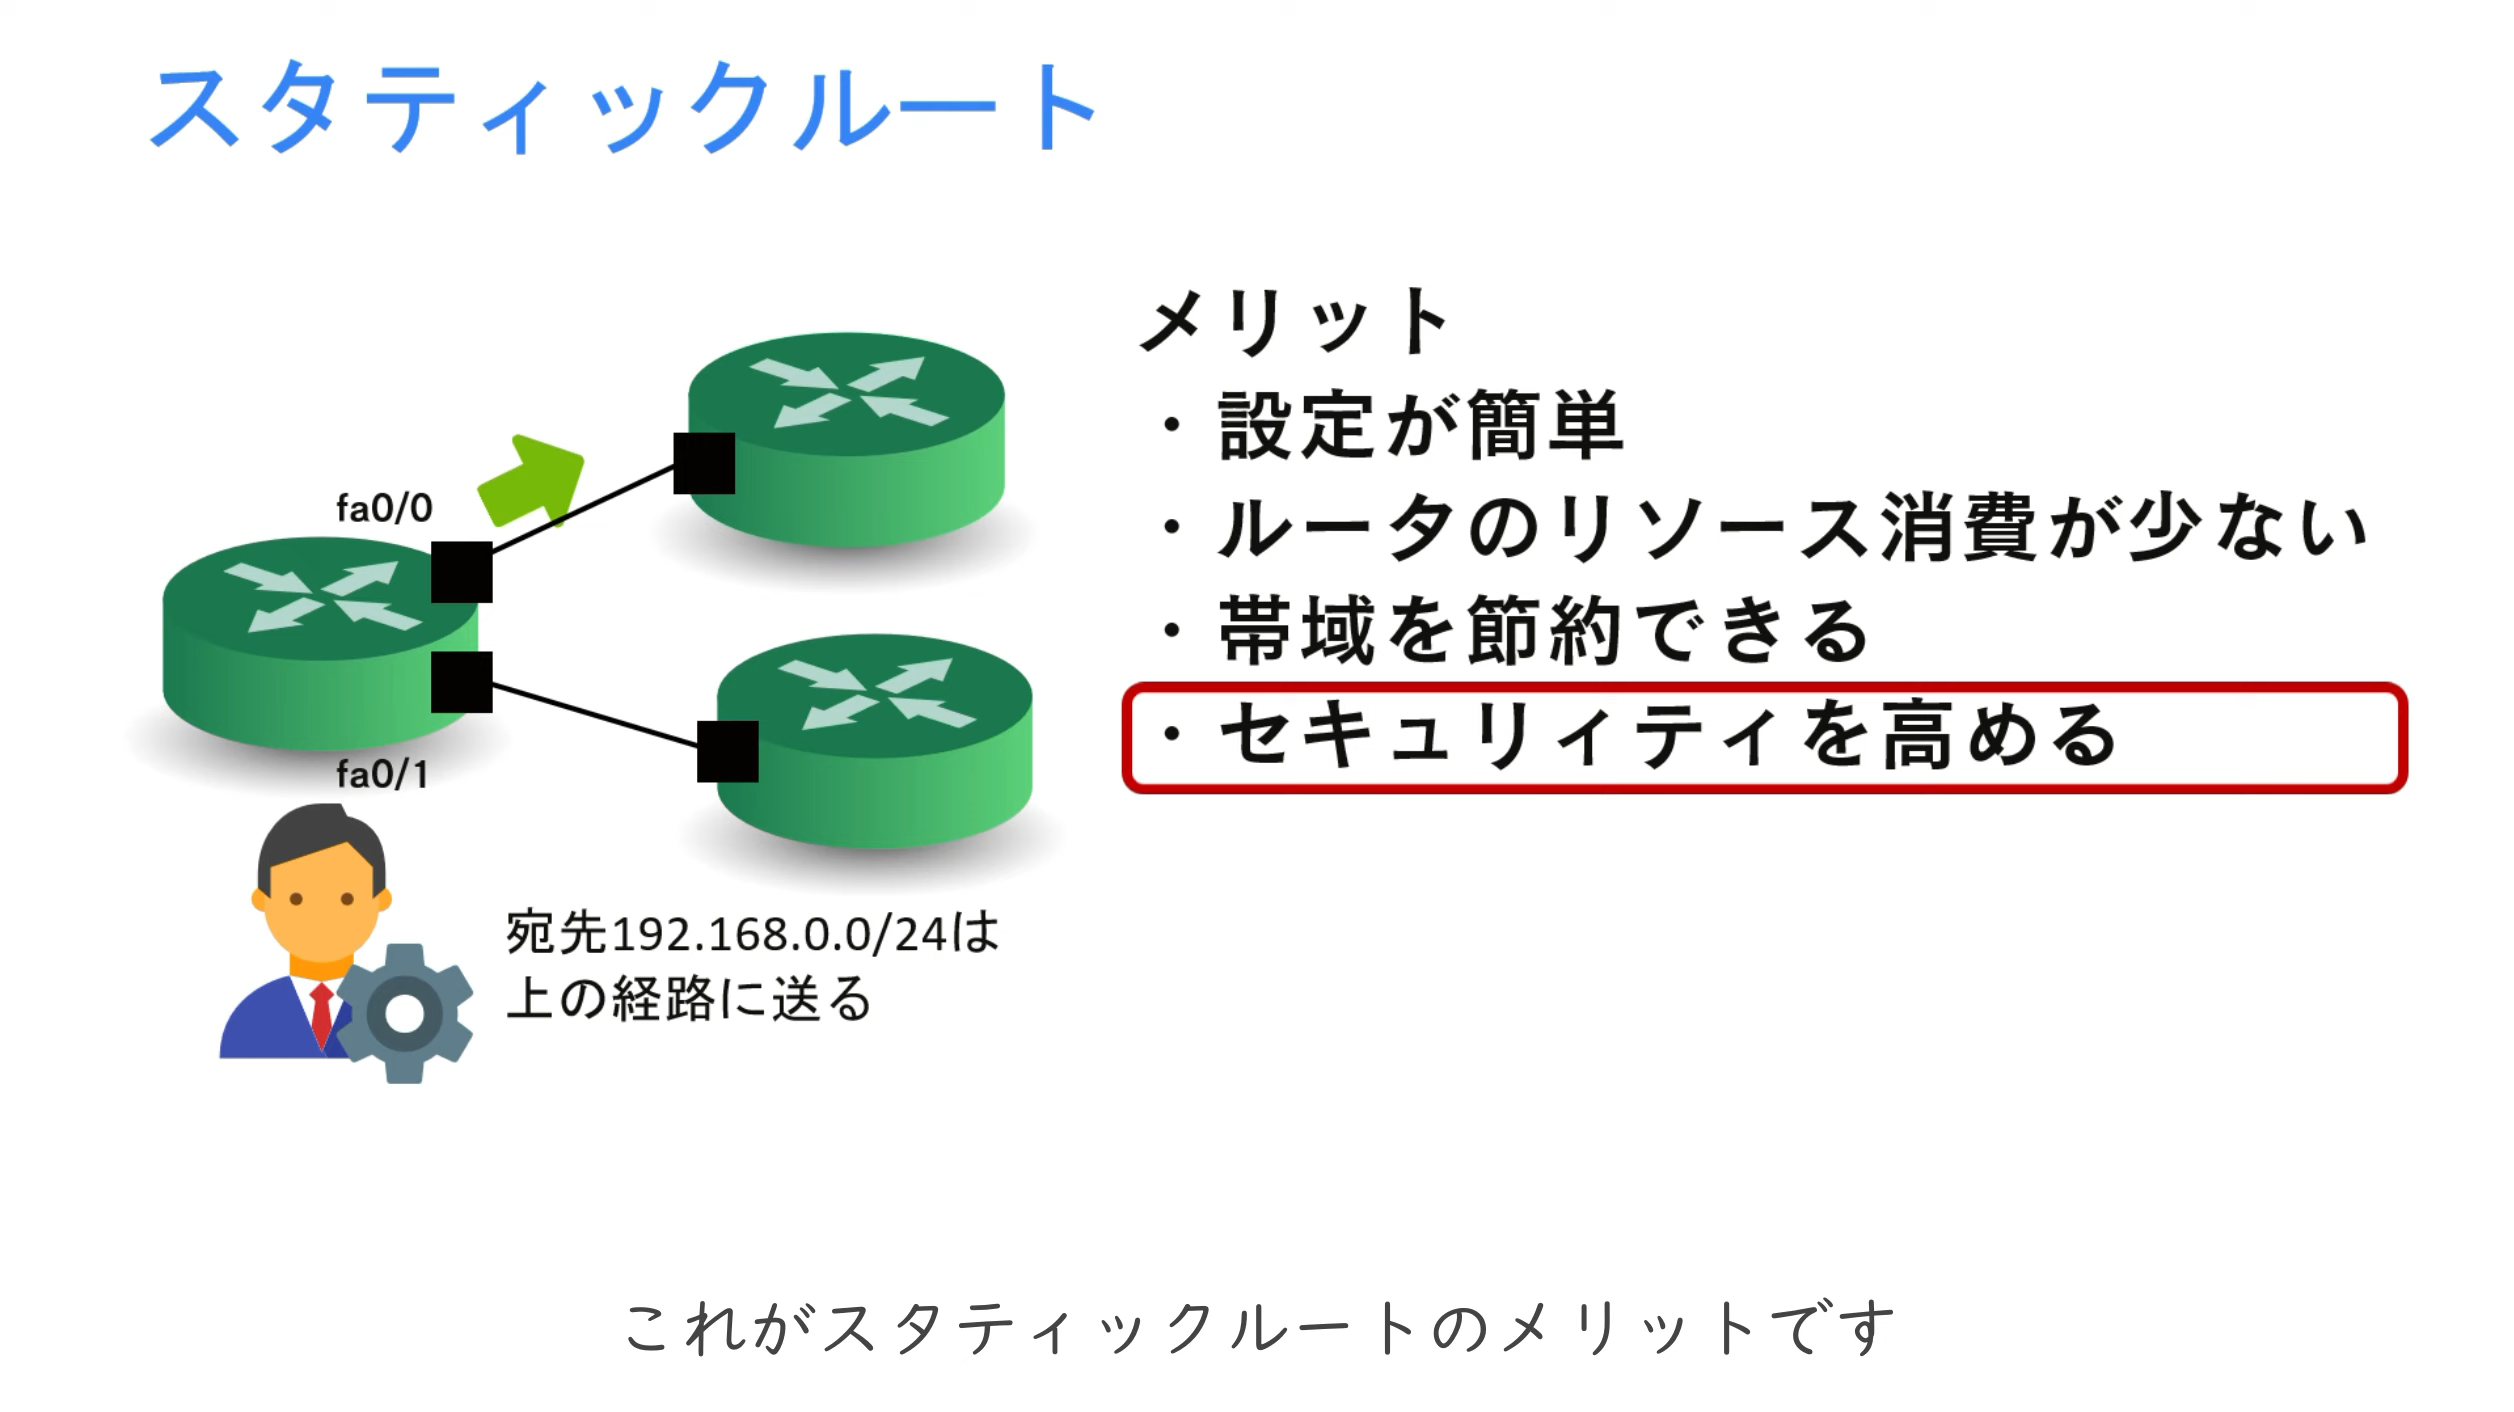 スタティックルート
メリット
・設定が簡単
・ルータのリソース消費が少ない
・帯域を節約できる
・セキュリィティを高める
fa0/0
fa0/1
宛先192.168.0.0/24は
上の経路に送る
これがスタティックルートのメリットです